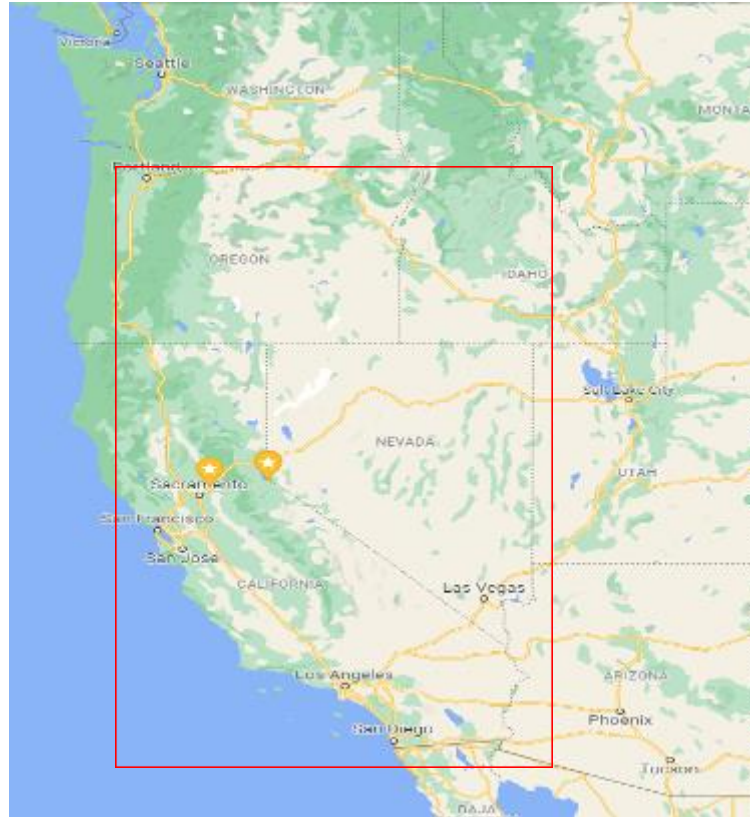 Victoria
Seattle
WASHINGTON
MONTA
Portland
OREGON
IDAHO
Salt Lake City
NEVADA
UTAH
Sacramento
San Francisco
San Jose
CALIFORNIA
Las Vegas
Los Angeles
ARIZONA
Phoenix
San Diego
Tucson
BAJA